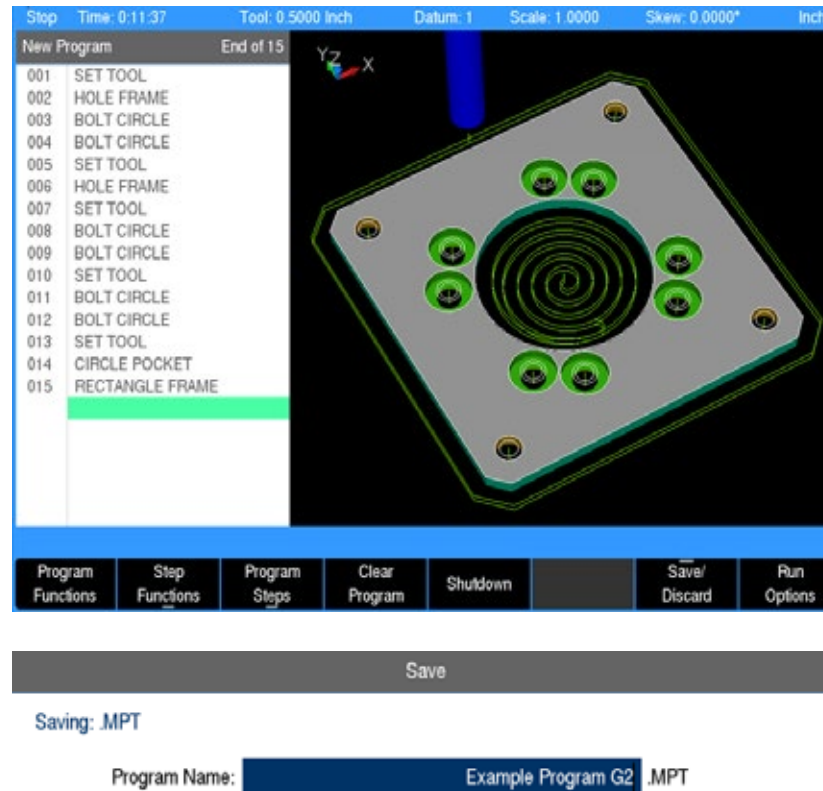 Stop Time: 0:11:37 Tool: 0.5000 Inch Datum: 1 Scale: 1.0000 Skew: 0.0000° Inch
New Program End of 15
YZ X
001 SET TOOL
002 HOLE FRAME
003 BOLT CIRCLE
004 BOLT CIRCLE
005 SET TOOL
006 HOLE FRAME
007 SET TOOL
008 BOLT CIRCLE
009 BOLT CIRCLE
010 SET TOOL
011 BOLT CIRCLE
012 BOLT CIRCLE
013 SET TOOL
014 CIRCLE POCKET
015 RECTANGLE FRAME
Program Functions Step Functions Program Steps Clear Program Shutdown Save/ Discard Run Options
Save
Saving: .MPT
Program Name: Example Program G2 .MPT